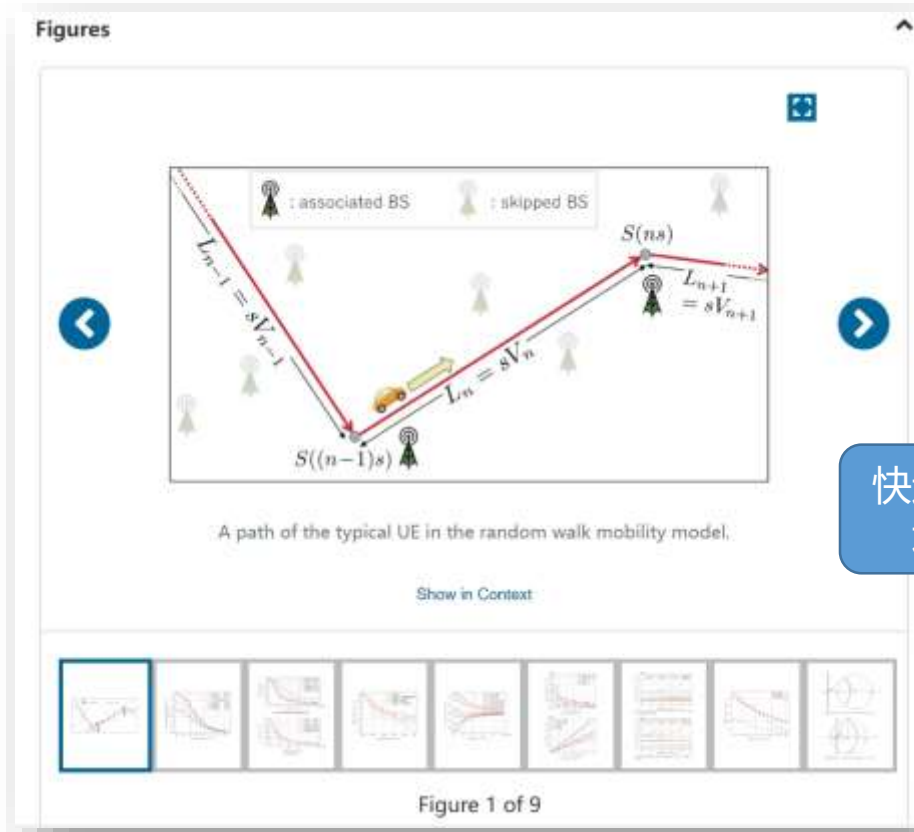 Figures
: associated BS
: skipped BS
S(ns)
L_{n-1} = sV_{n-1}
L_n = sV_n
L_{n+1}
= sV_{n+1}
S((n−1)s)
快
A path of the typical UE in the random walk mobility model.
Show in Context
Figure 1 of 9